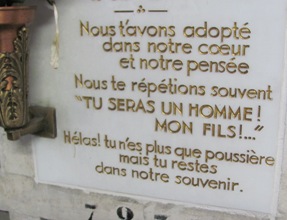 Nous t'avons adopté
dans notre cœur
et notre pensée
Nous te répétions souvent
"TU SERAS UN HOMME!
MON FILS!..."
Hélas! tu n'es plus que poussière
mais tu restes
dans notre souvenir.